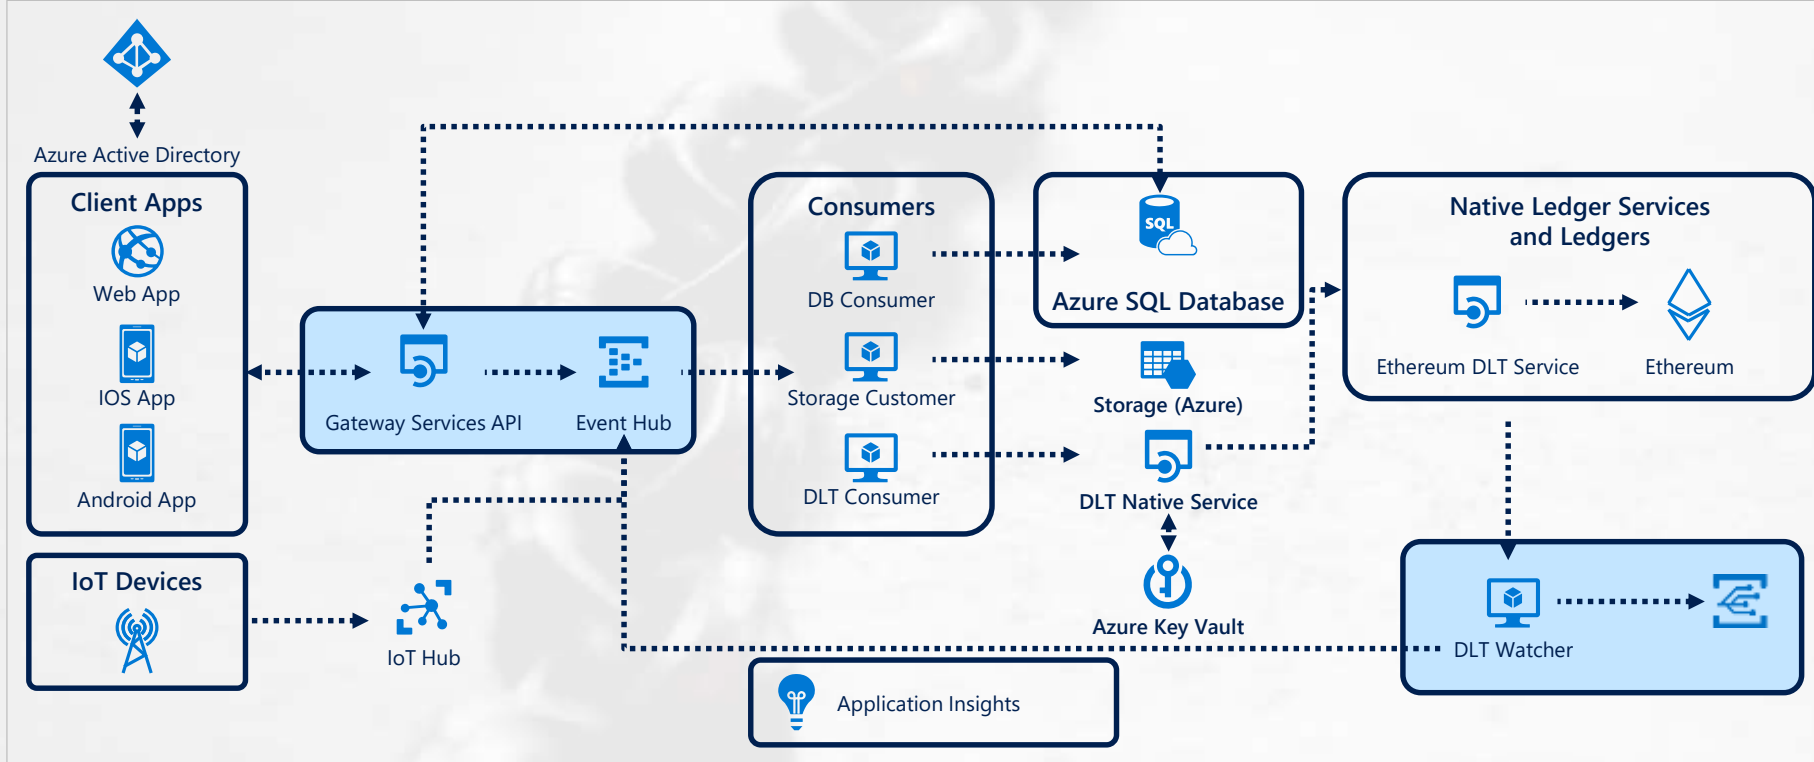 Azure Active Directory
Client Apps
Web App
IOS App
Android App
IoT Devices
IoT Hub
Gateway Services API
Event Hub
Consumers
DB Consumer
Storage Customer
DLT Consumer
SQL
Azure SQL Database
Storage (Azure)
DLT Native Service
Azure Key Vault
Native Ledger Services
and Ledgers
Ethereum DLT Service
Ethereum
DLT Watcher
Application Insights